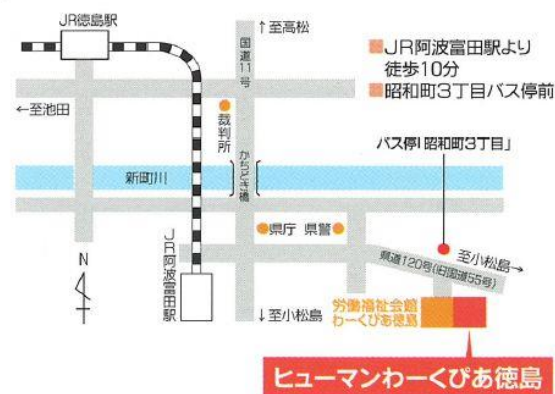 JR徳島駅
↑至高松
国道11号
■JR阿波富田駅より
徒歩10分
■昭和町3丁目バス停前
←至池田
裁判所
バス停「昭和町3丁目」
新町川
かちどき橋
県庁 県警
JR阿波富田駅
N
至小松島→
県道120号(旧国道55号)
↓至小松島
労働福祉会館
わーくぴあ徳島
ヒューマンわーくぴあ徳島